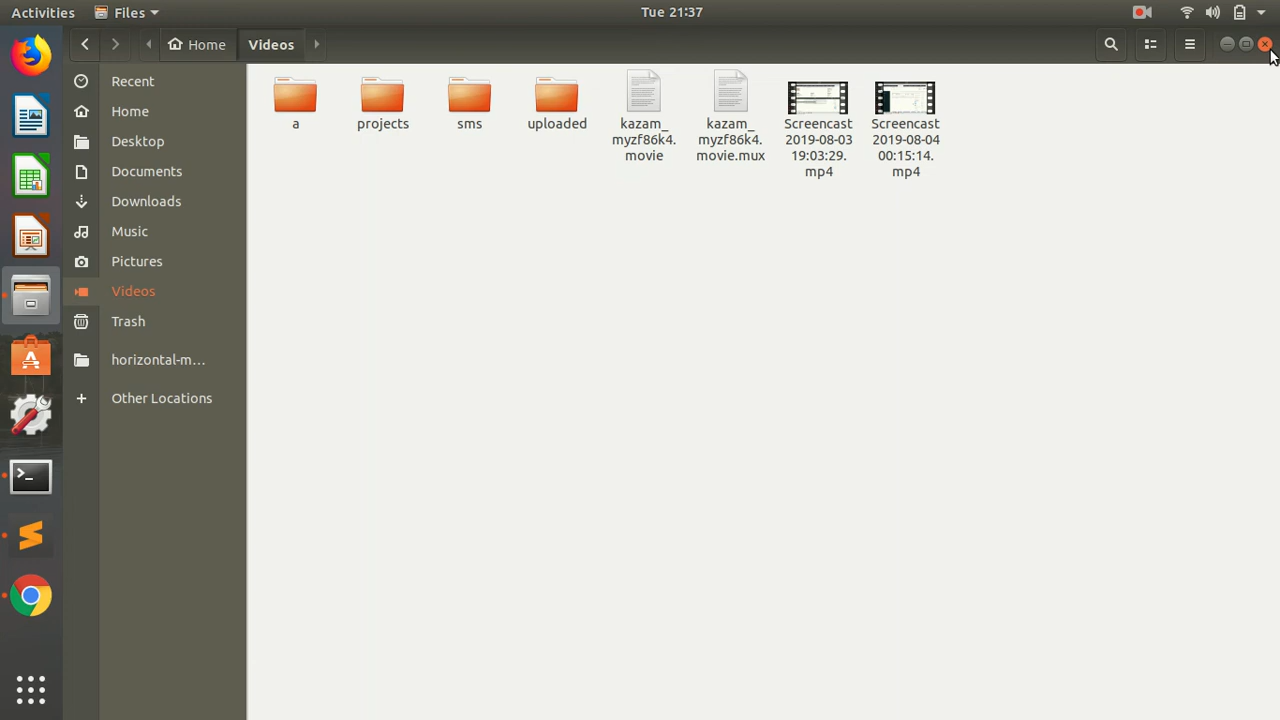 Activities
Files
Tue 21:37
Home
Videos
Recent
Home
Desktop
Documents
Downloads
Music
Pictures
Videos
Trash
horizontal-m…
Other Locations
a
projects
sms
uploaded
kazam_
myzf86k4.
movie
kazam_
myzf86k4.
movie.mux
Screencast
2019-08-03
19:03:29.
mp4
Screencast
2019-08-04
00:15:14.
mp4